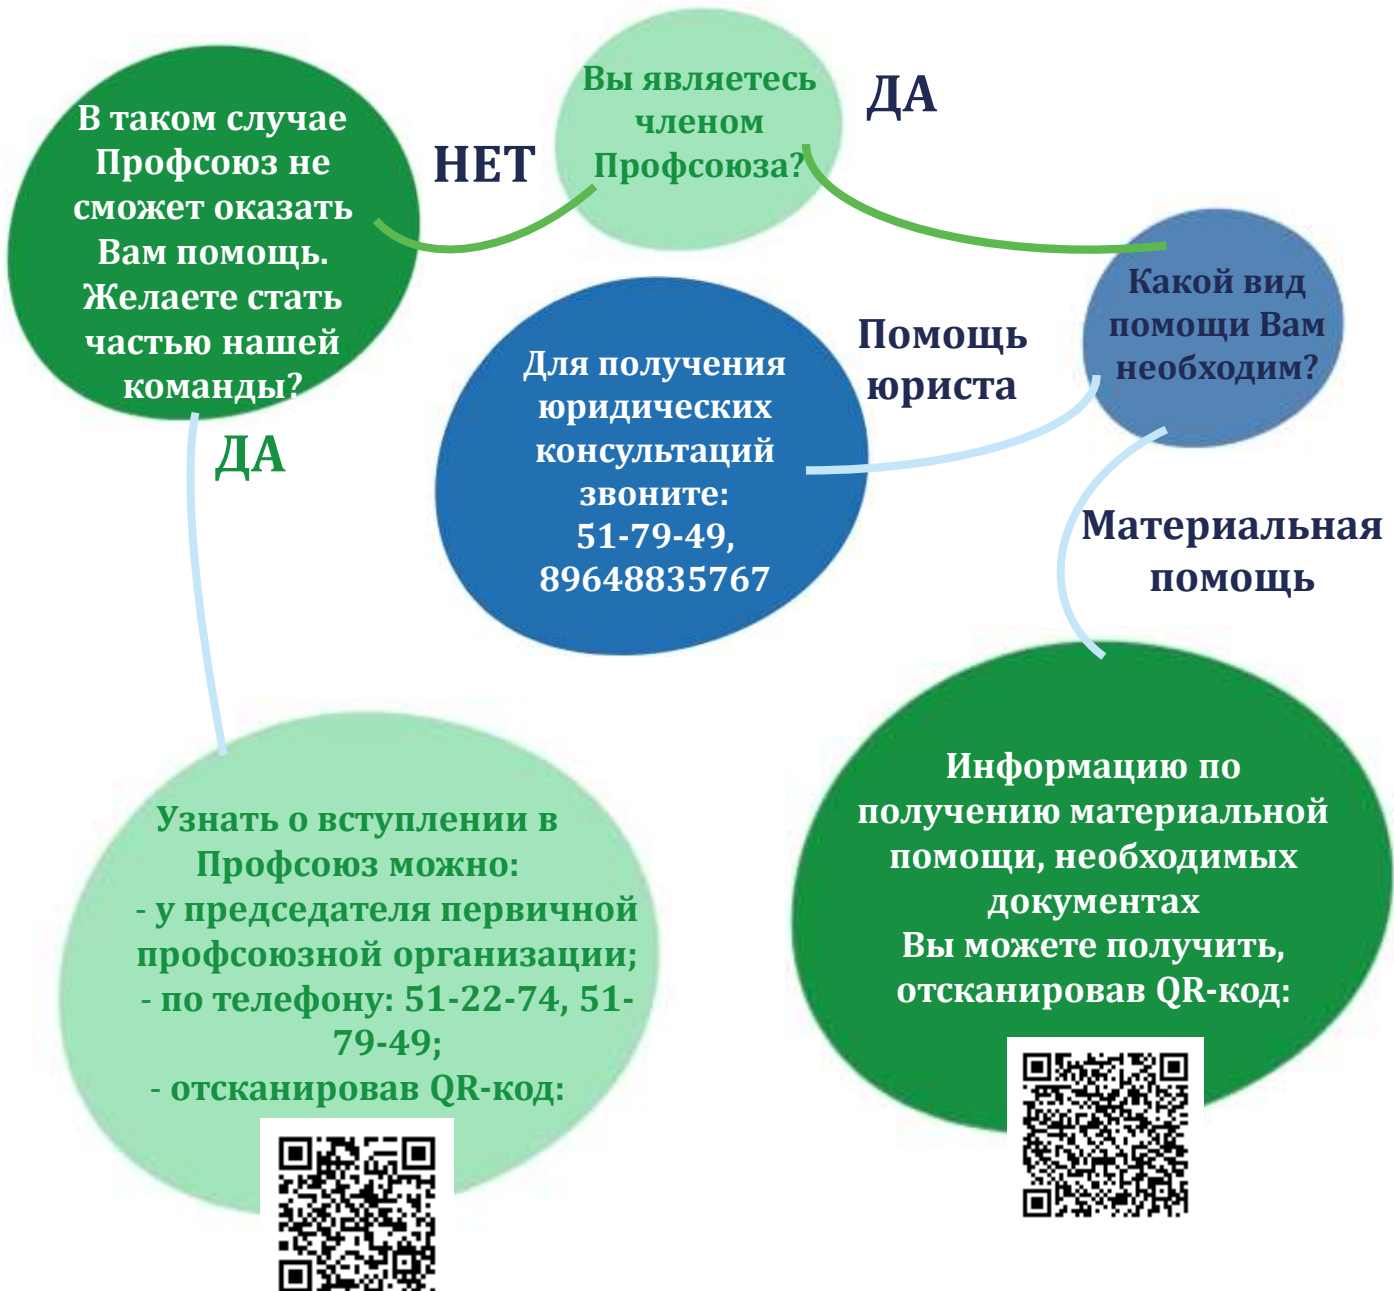 Вы являетесь
членом
Профсоюза?
ДА
НЕТ
В таком случае
Профсоюз не
сможет оказать
Вам помощь.
Желаете стать
частью нашей
команды?
ДА
Какой вид
помощи Вам
необходим?
Помощь
юриста
Для получения
юридических
консультаций
звоните:
51-79-49,
89648835767
Материальная
помощь
Узнать о вступлении в
Профсоюз можно:
- у председателя первичной
профсоюзной организации;
- по телефону: 51-22-74, 51-
79-49;
- отсканировав QR-код:
Информацию по
получению материальной
помощи, необходимых
документах
Вы можете получить,
отсканировав QR-код: